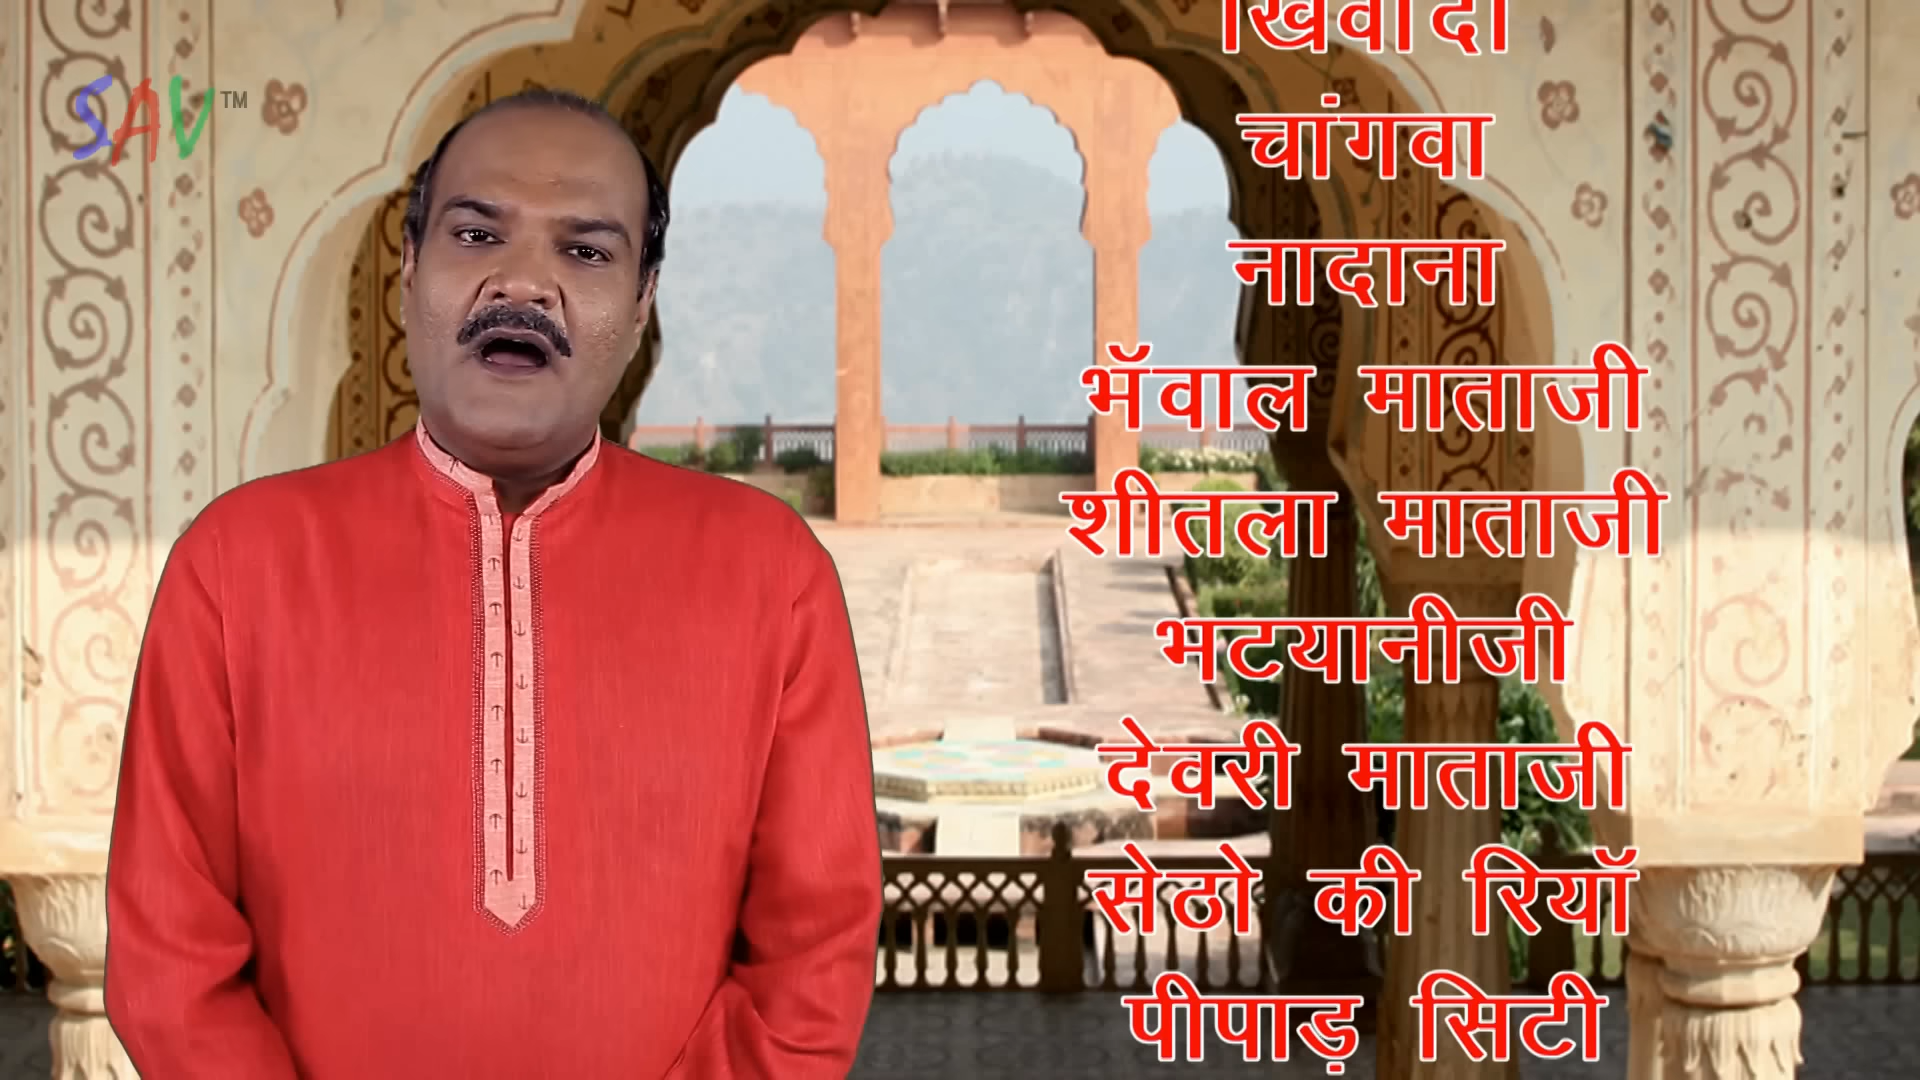 SAV™
खिवादा
चांगवा
नादाना
भॅवाल माताजी
शीतला माताजी
भटयानीजी
देवरी माताजी
सेठो की रियॉ
पीपाड़ सिटी